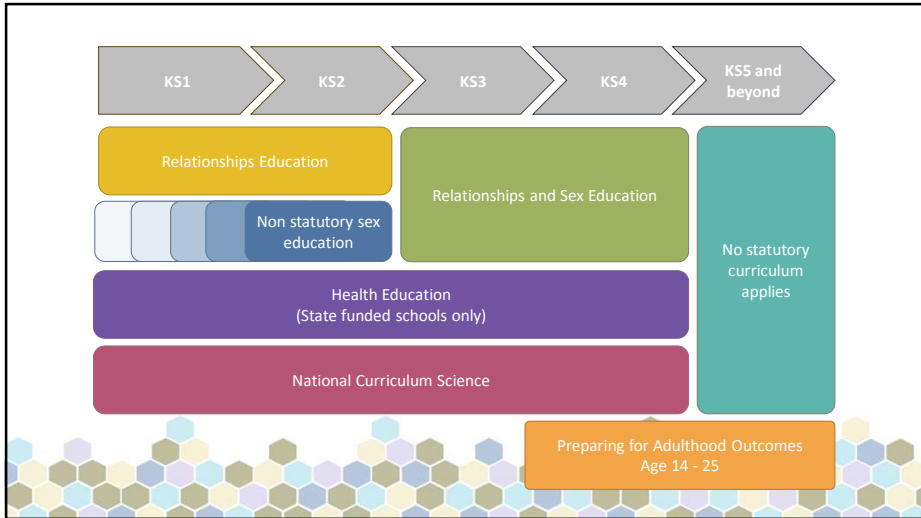 KS1
KS2
KS3
KS4
KS5 and
beyond
Relationships Education
Relationships and Sex Education
Non statutory sex
education
No statutory
curriculum
applies
Health Education
(State funded schools only)
National Curriculum Science
Preparing for Adulthood Outcomes
Age 14 - 25